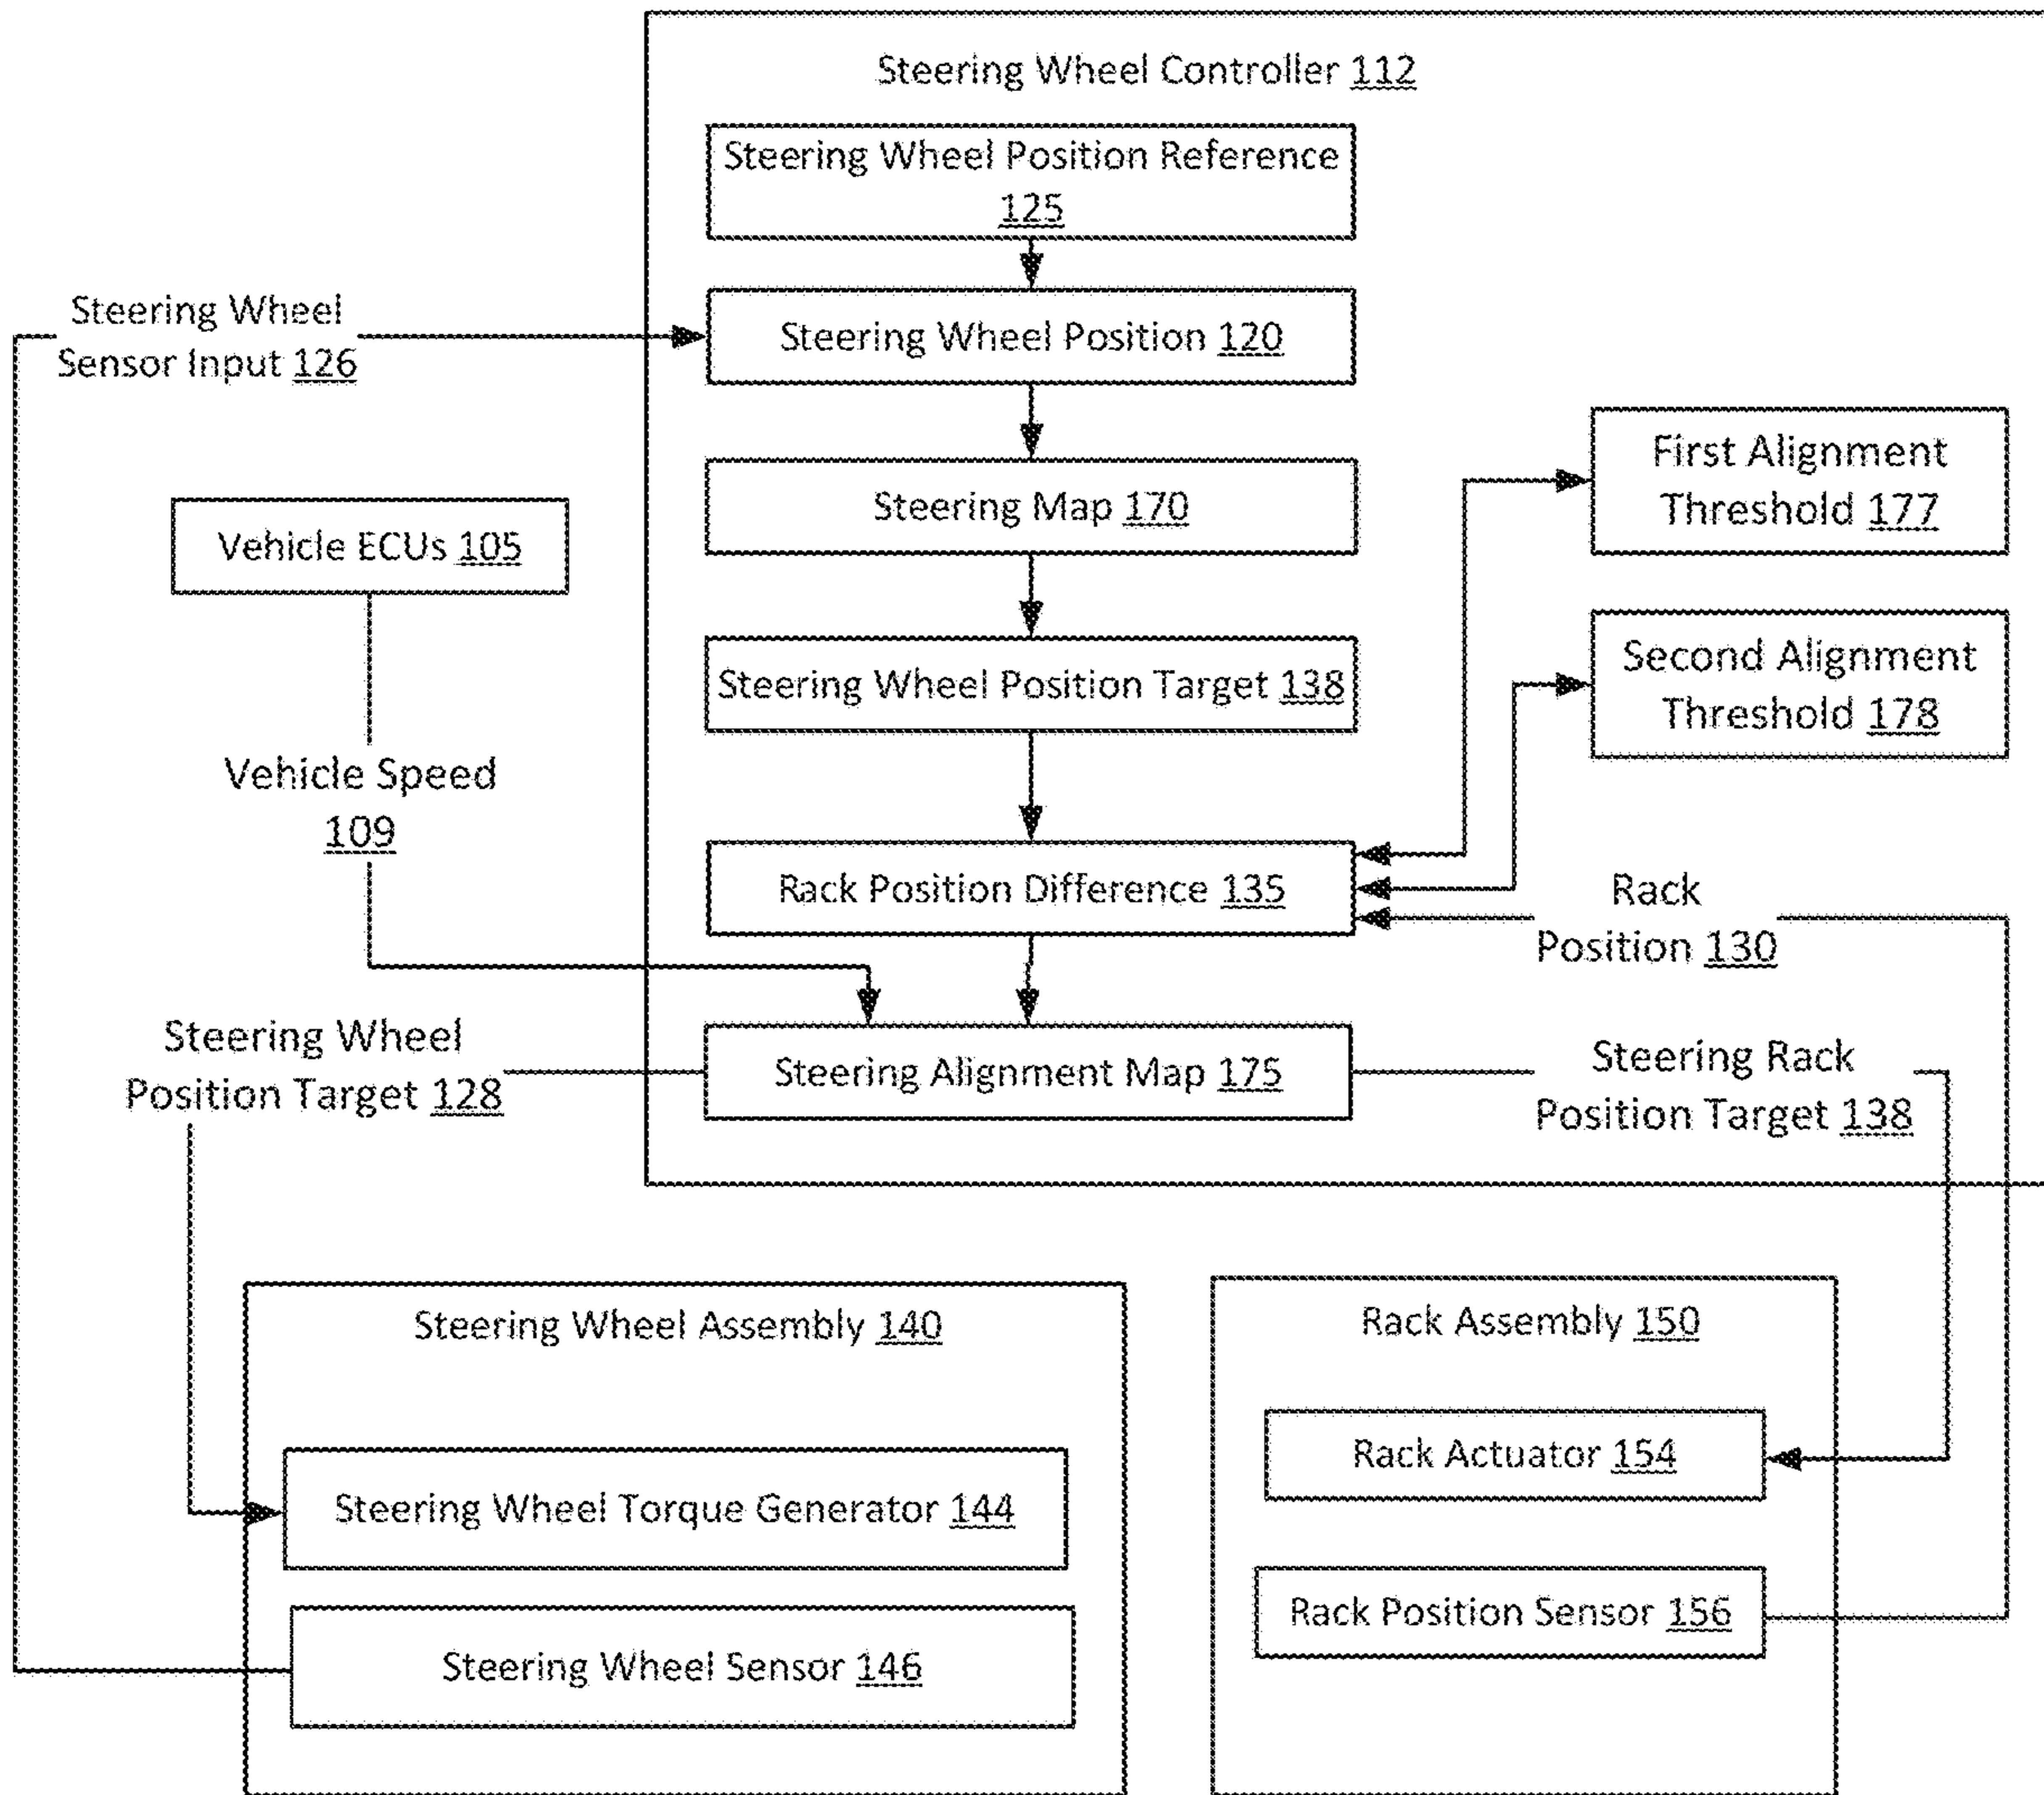 Steering Wheel Controller 112
Steering Wheel Position Reference
125
Steering Wheel
Sensor Input 126
Steering Wheel Position 120
First Alignment
Threshold 177
Steering Map 170
Vehicle ECUs 105
Second Alignment
Threshold 178
Steering Wheel Position Target 138
Vehicle Speed
109
Rack Position Difference 135
Rack
Position 130
Steering Wheel
Position Target 128
Steering Alignment Map 175
Steering Rack
Position Target 138
Steering Wheel Assembly 140
Rack Assembly 150
Rack Actuator 154
Steering Wheel Torque Generator 144
Rack Position Sensor 156
Steering Wheel Sensor 146